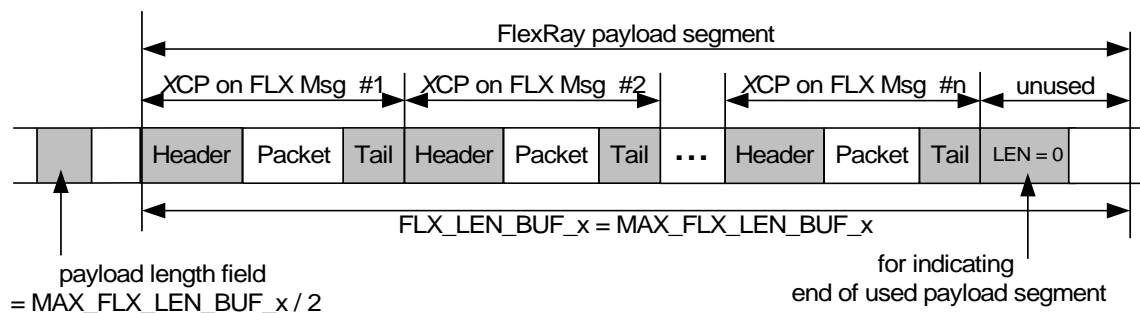 FlexRay payload segment
XCP on FLX Msg #1 XCP on FLX Msg #2 XCP on FLX Msg #n unused
Header Packet Tail Header Packet Tail ... Header Packet Tail LEN = 0
FLX_LEN_BUF_x = MAX_FLX_LEN_BUF_x
payload length field
= MAX_FLX_LEN_BUF_x / 2
for indicating
end of used payload segment